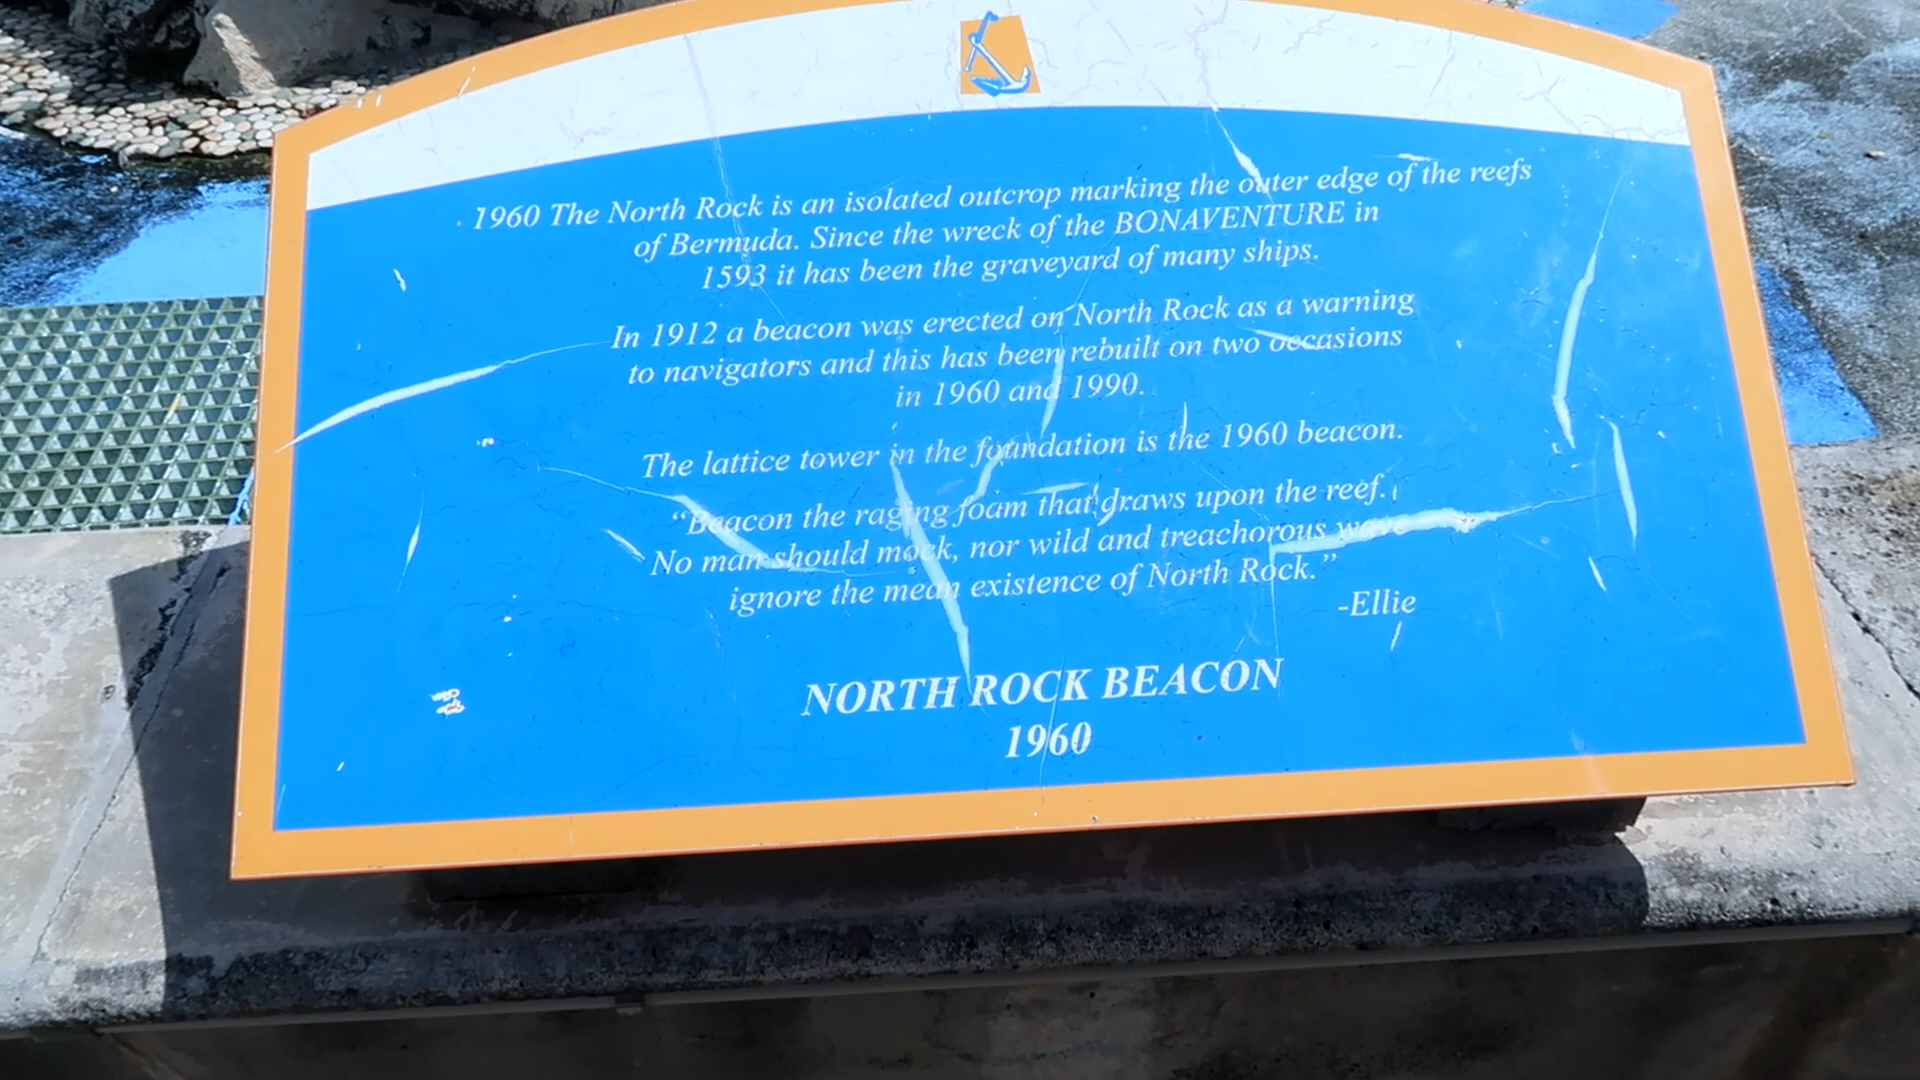 1960 The North Rock is an isolated outcrop marking the outer edge of the reefs
of Bermuda. Since the wreck of the BONAVENTURE in
1593 it has been the graveyard of many ships.
In 1912 a beacon was erected on North Rock as a warning
to navigators and this has been rebuilt on two occasions
in 1960 and 1990.
The lattice tower in the foundation is the 1960 beacon.
“Beacon the raging foam that draws upon the reef.
No man should mock, nor wild and treachorous wave
ignore the mean existence of North Rock.”
-Ellie
NORTH ROCK BEACON
1960